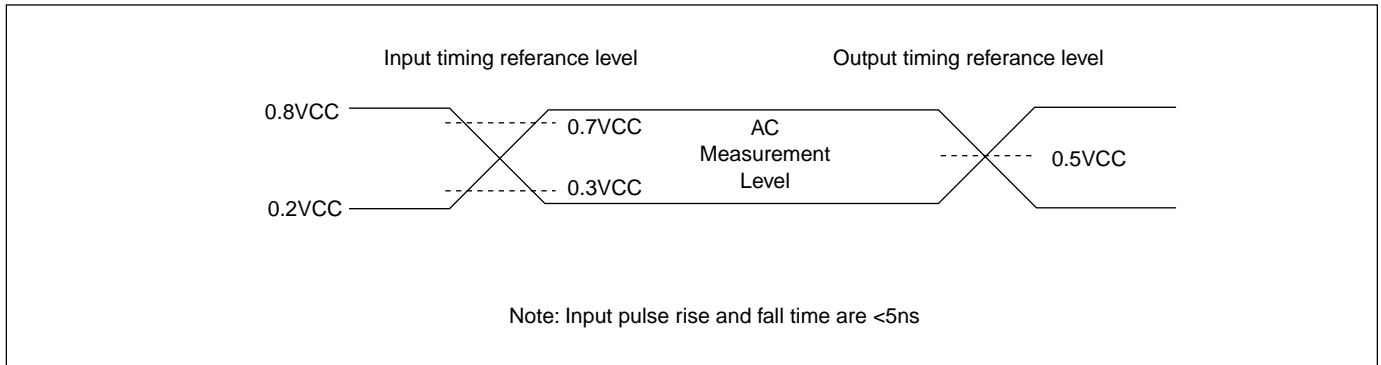 Input timing referance level
Output timing referance level
0.8VCC
0.7VCC
AC
Measurement
Level
0.5VCC
0.3VCC
0.2VCC
Note: Input pulse rise and fall time are <5ns